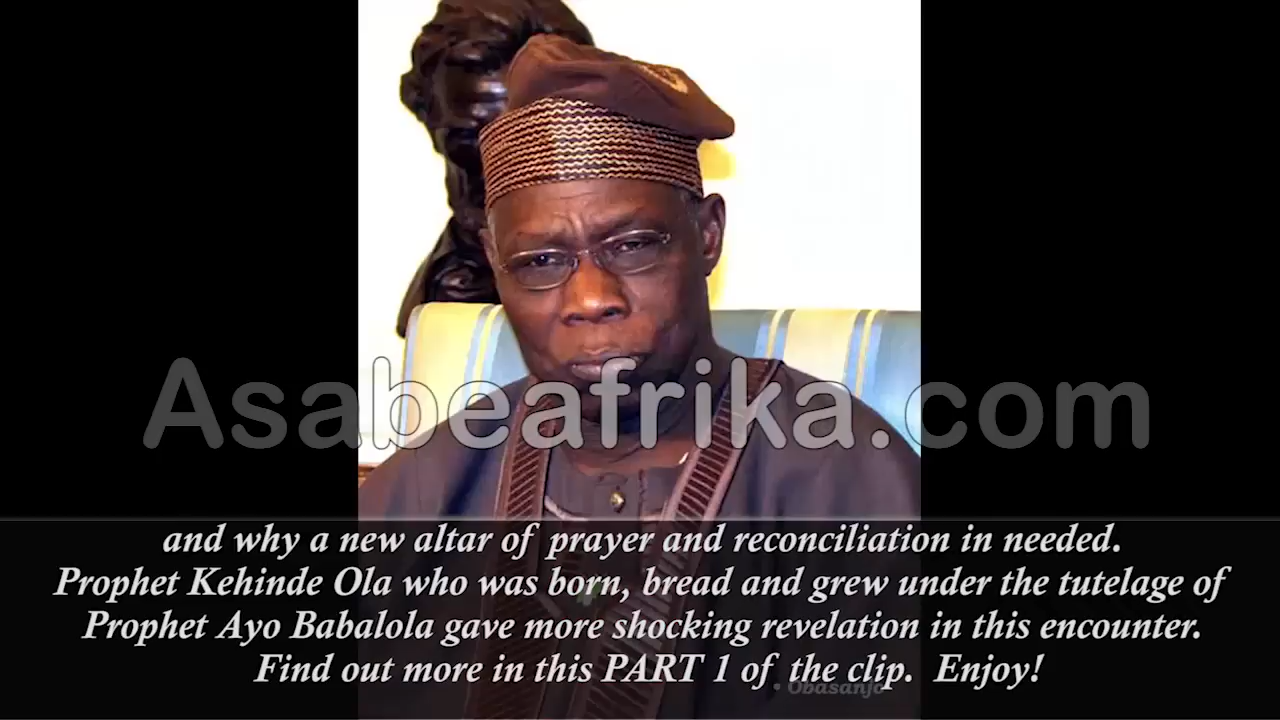 Asabeafrika.com
and why a new altar of prayer and reconciliation in needed.
Prophet Kehinde Ola who was born, bread and grew under the tutelage of
Prophet Ayo Babalola gave more shocking revelation in this encounter.
Find out more in this PART 1 of the clip. Enjoy!
• Obasanjo